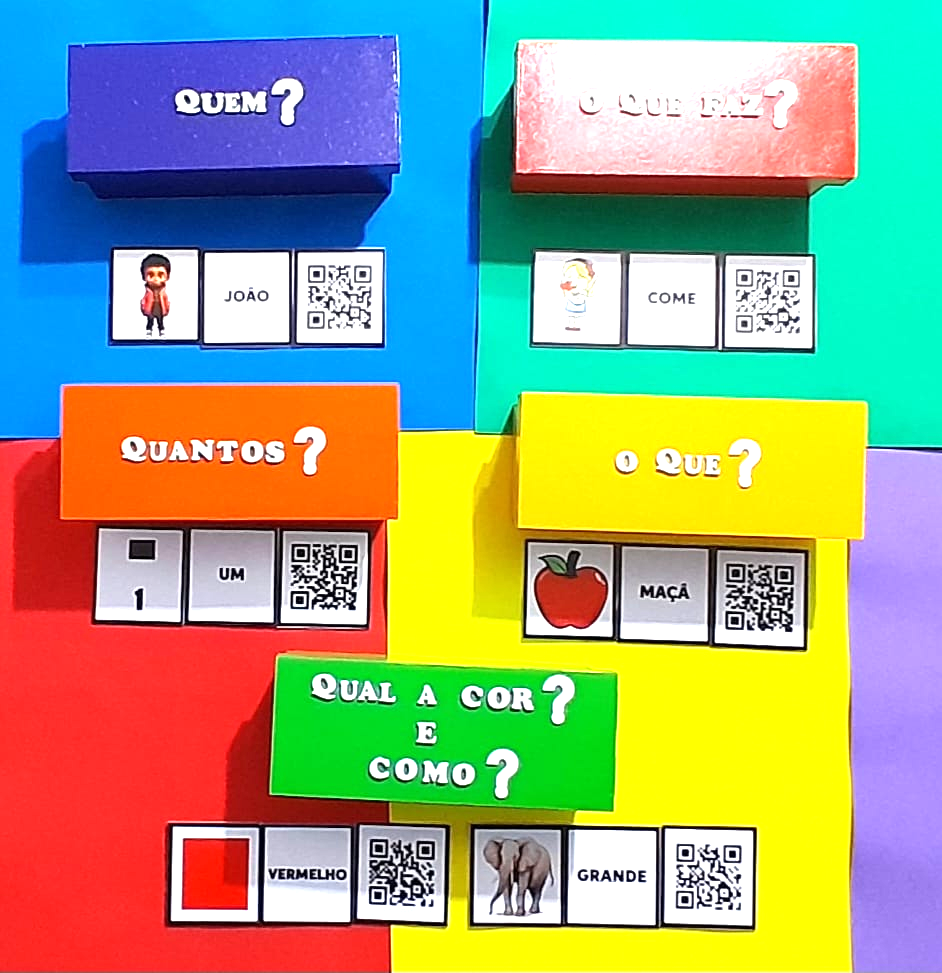 QUEM?
O QUE FAZ?
JOÃO
COME
QUANTOS?
O QUE?
1
UM
MAÇÃ
QUAL A COR?
E
COMO?
VERMELHO
GRANDE